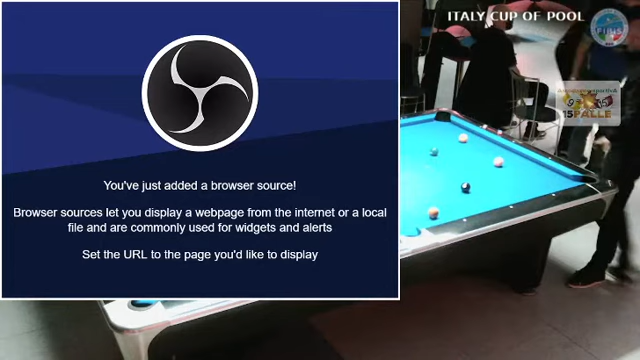 ITALY CUP OF POOL
FIBiS
15PALLE
You've just added a browser source!
Browser sources let you display a webpage from the internet or a local
file and are commonly used for widgets and alerts
Set the URL to the page you'd like to display